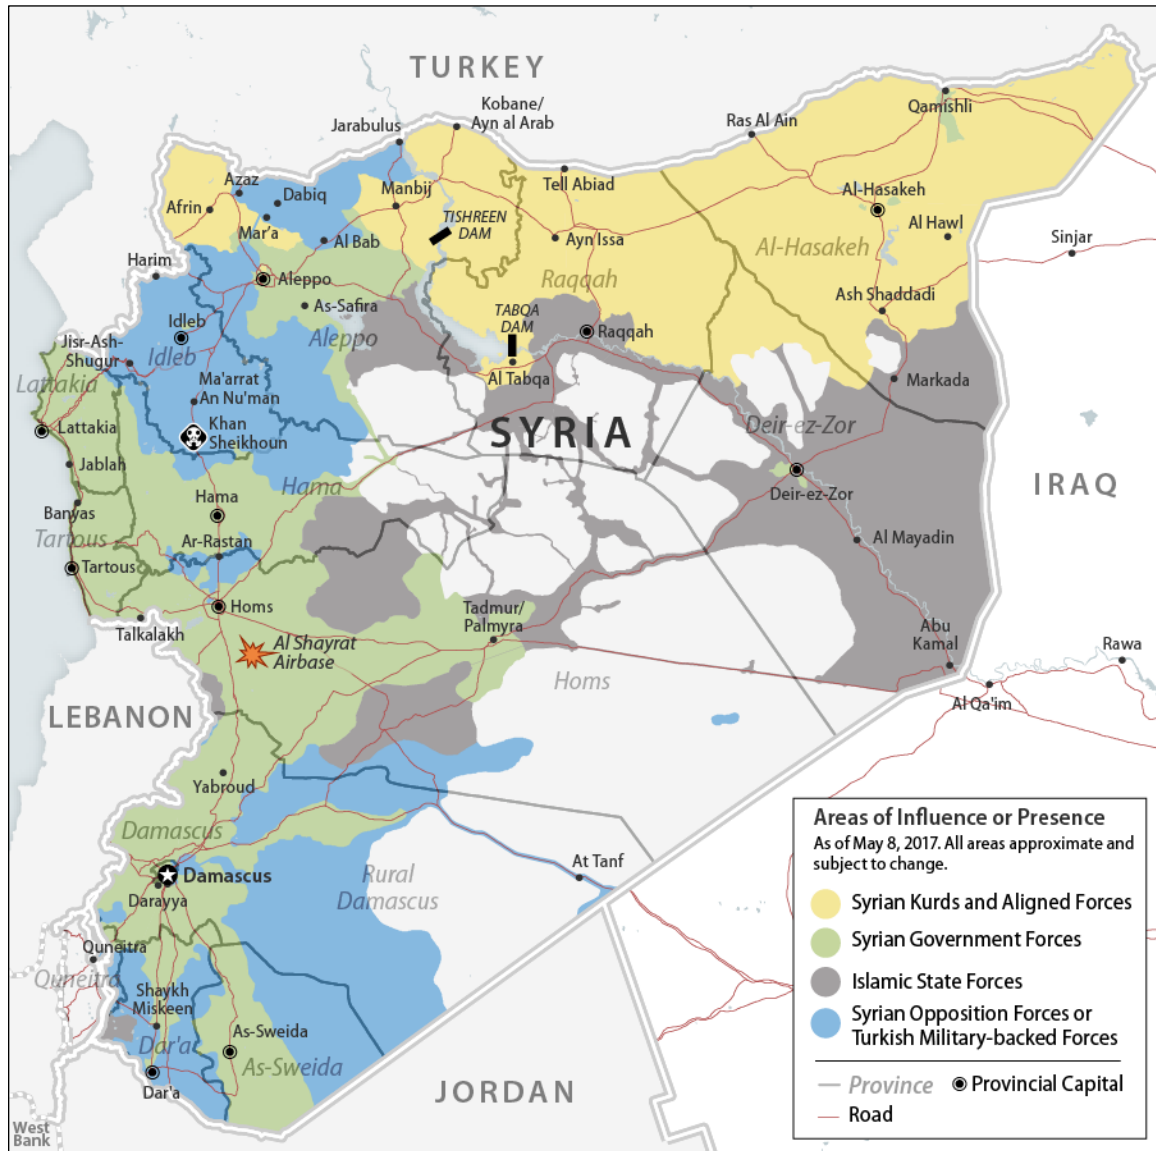 TURKEY
Kobane/
Ayn al Arab
Jarabulus
Ras Al Ain
Qamishli
Azaz
Dabiq
Manbij
Tell Abiad
Afrin
Al-Hasakeh
TISHREEN
DAM
Mar'a
Al Bab
Ayn Issa
Al Hawl
Sinjar
Al-Hasakeh
Harim
Aleppo
Raqqah
As-Safira
Ash Shaddadi
TABQA
DAM
Idleb
Raqqah
Aleppo
Jisr-Ash-
Shugur
Idleb
Lattakia
Al Tabqa
Markada
Ma'arrat
An Nu'man
Khan
Sheikhoun
SYRIA
Deir-ez-Zor
Lattakia
Jablah
IRAQ
Hama
Hama
Deir-ez-Zor
Banyas
Tartous
Ar-Rastan
Al Mayadin
Tartous
Homs
Tadmur/
Palmyra
Talkalakh
Abu
Kamal
Al Shayrat
Airbase
Rawa
Homs
Al Qa'im
LEBANON
Yabroud
Damascus
At Tanf
Damascus
Rural
Damascus
Darayya
Quneitra
Quneitra
Shaykh
Miskeen
As-Sweida
Dar'a
As-Sweida
Dar'a
JORDAN
West
Bank
Areas of Influence or Presence
As of May 8, 2017. All areas approximate and
subject to change.
Syrian Kurds and Aligned Forces
Syrian Government Forces
Islamic State Forces
Syrian Opposition Forces or
Turkish Military-backed Forces
Province
Provincial Capital
Road